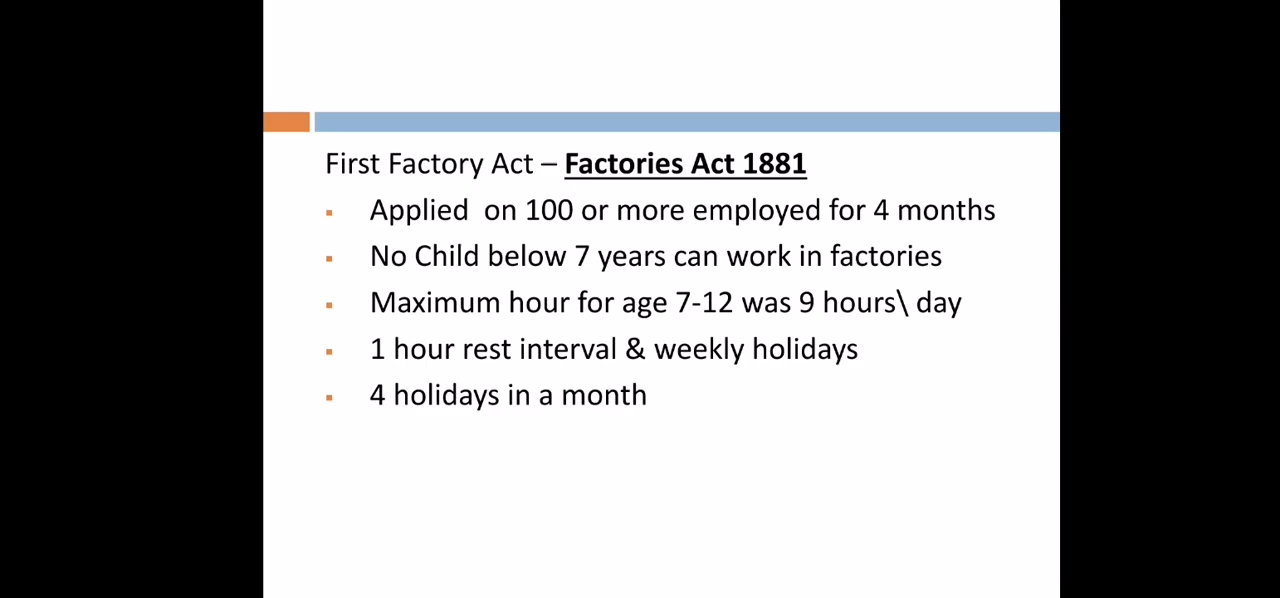 First Factory Act – Factories Act 1881
▪ Applied on 100 or more employed for 4 months
▪ No Child below 7 years can work in factories
▪ Maximum hour for age 7-12 was 9 hours\ day
▪ 1 hour rest interval & weekly holidays
▪ 4 holidays in a month